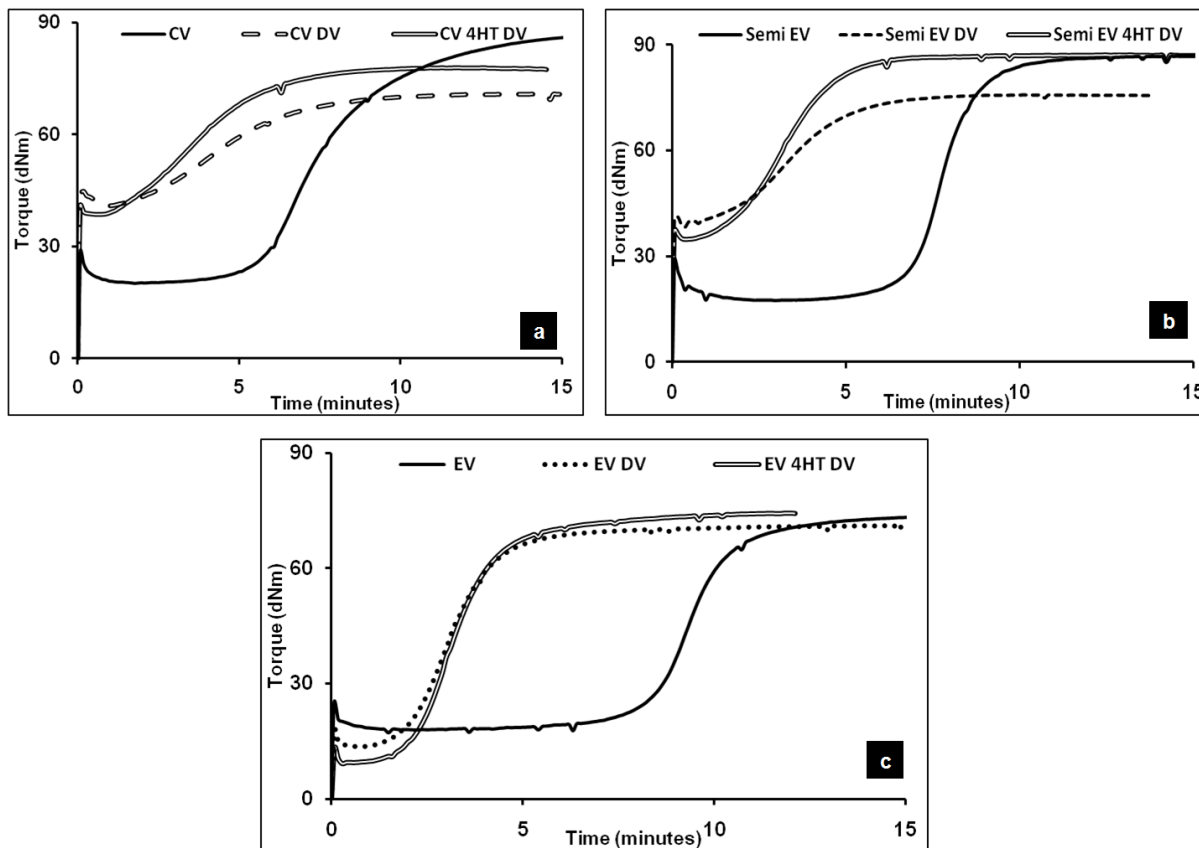 CV CV DV CV 4HT DV
90
60
30
0
Torque (dNm)
0 5 10 15
Time (minutes)
a
Semi EV Semi EV DV Semi EV 4HT DV
90
60
30
0
Torque (dNm)
0 5 10 15
Time (minutes)
b
EV EV DV EV 4HT DV
90
60
30
0
Torque (dNm)
0 5 10 15
Time (minutes)
c